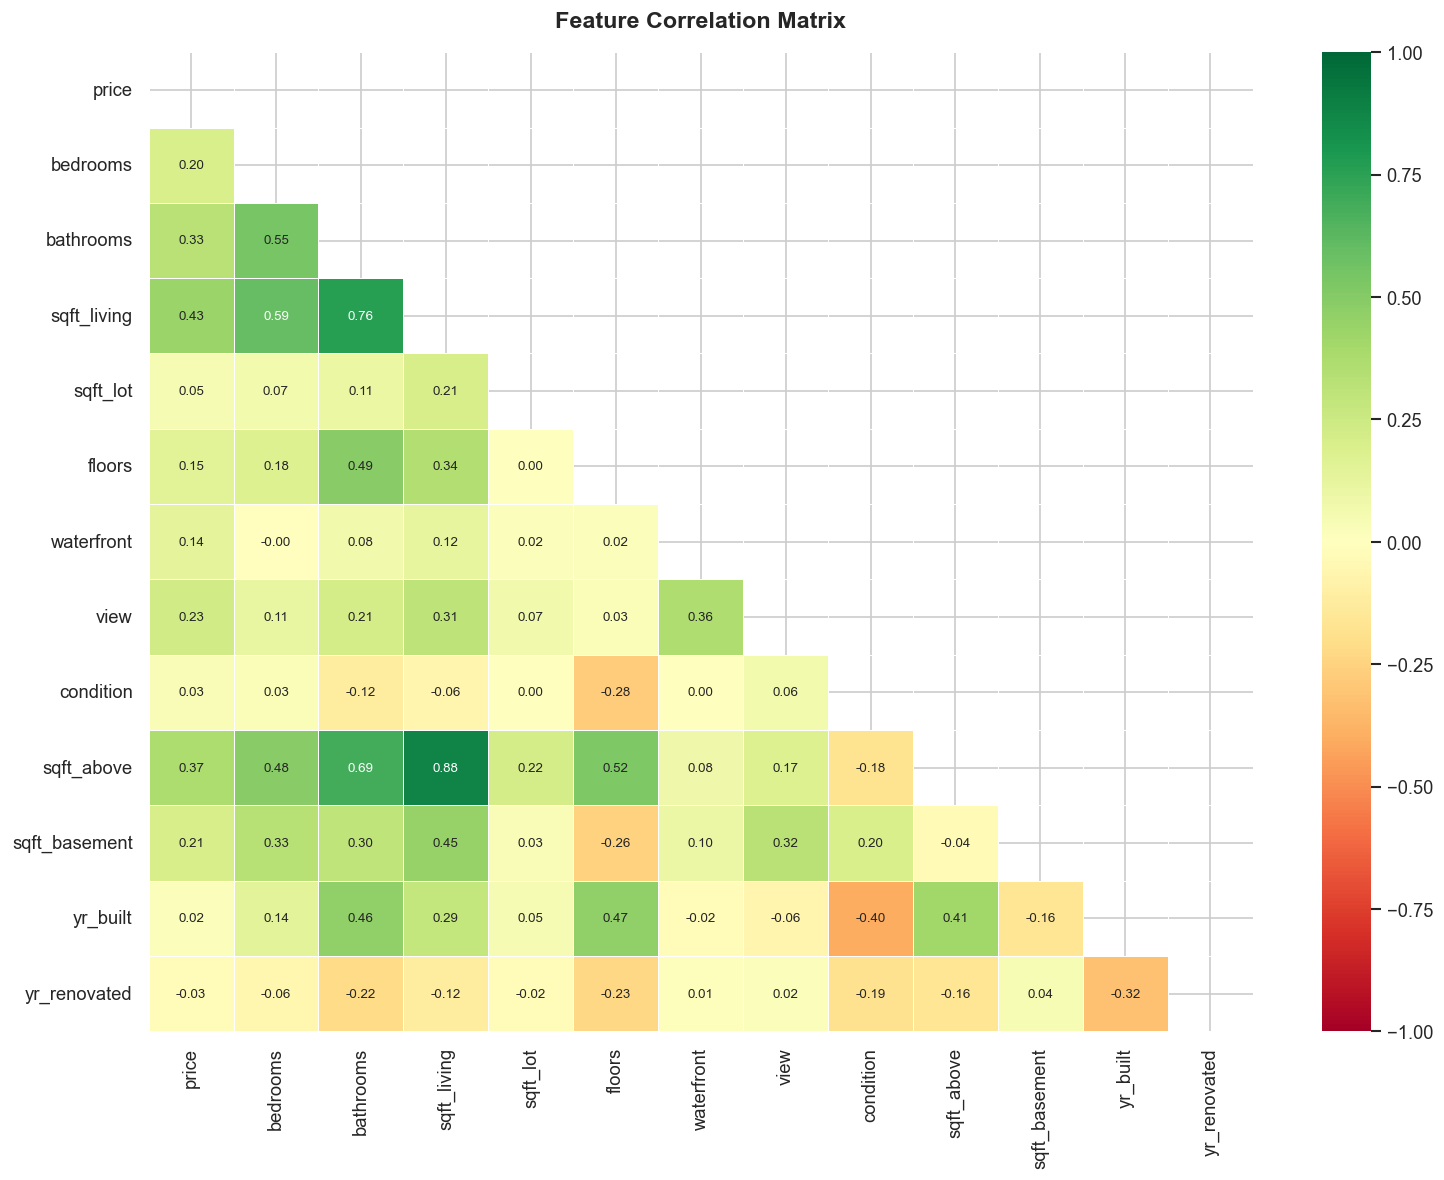 Feature Correlation Matrix
price
bedrooms 0.20
bathrooms 0.33 0.55
sqft_living 0.43 0.59 0.76
sqft_lot 0.05 0.07 0.11 0.21
floors 0.15 0.18 0.49 0.34 0.00
waterfront 0.14 -0.00 0.08 0.12 0.02 0.02
view 0.23 0.11 0.21 0.31 0.07 0.03 0.36
condition 0.03 0.03 -0.12 -0.06 0.00 -0.28 0.00 0.06
sqft_above 0.37 0.48 0.69 0.88 0.22 0.52 0.08 0.17 -0.18
sqft_basement 0.21 0.33 0.30 0.45 0.03 -0.26 0.10 0.32 0.20 -0.04
yr_built 0.02 0.14 0.46 0.29 0.05 0.47 -0.02 -0.06 -0.40 0.41 -0.16
yr_renovated -0.03 -0.06 -0.22 -0.12 -0.02 -0.23 0.01 0.02 -0.19 -0.16 0.04 -0.32
price bedrooms bathrooms sqft_living sqft_lot floors waterfront view condition sqft_above sqft_basement yr_built yr_renovated
1.00
0.75
0.50
0.25
0.00
−0.25
−0.50
−0.75
−1.00